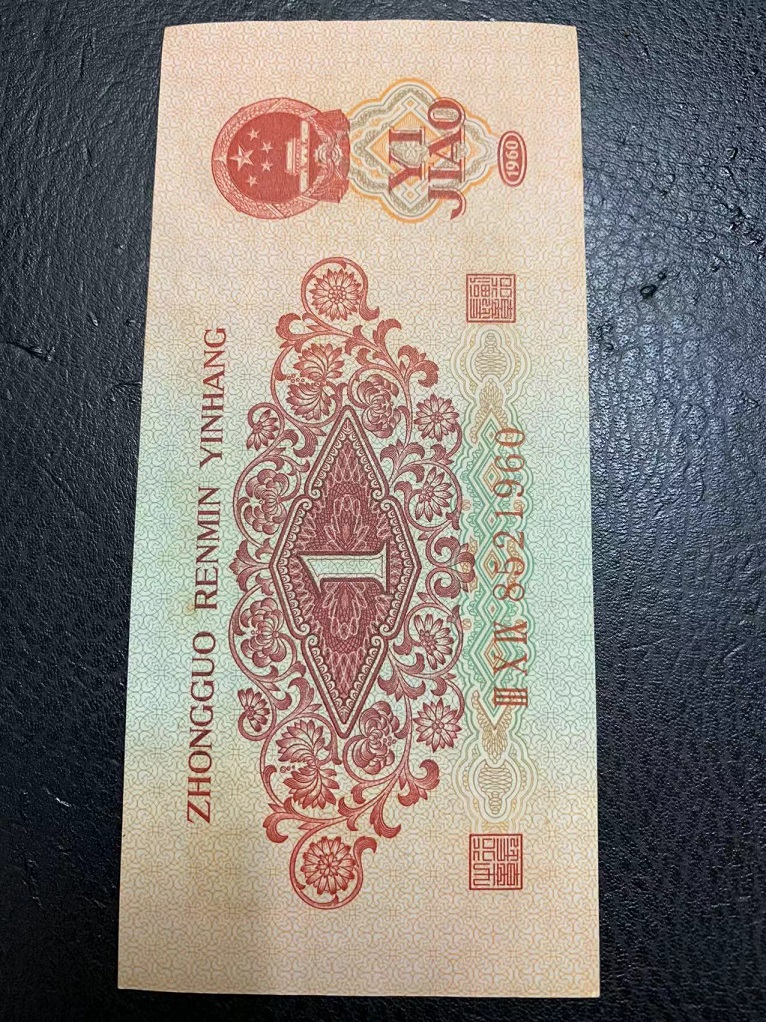 ZHONGGUO RENMIN YINHANG
YI
JIAO
1960
1
III X IX 8521960